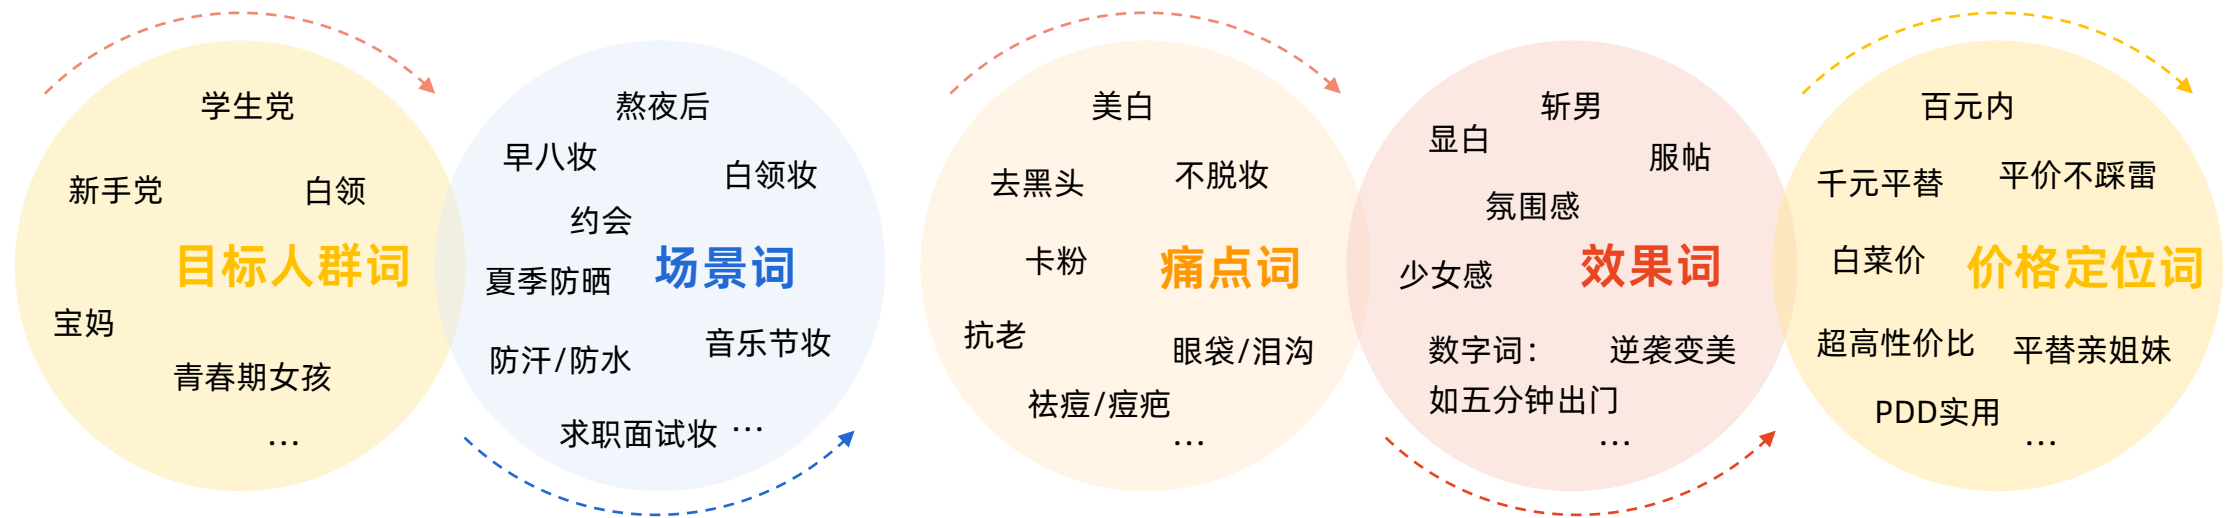 学生党
新手党
白领
目标人群词
宝妈
青春期女孩
…
熬夜后
早八妆
白领妆
约会
场景词
夏季防晒
音乐节妆
防汗/防水
求职面试妆 …
美白
去黑头
不脱妆
卡粉
痛点词
抗老
眼袋/泪沟
祛痘/痘疤
…
斩男
显白
服帖
氛围感
效果词
少女感
数字词：
如五分钟出门
逆袭变美
…
百元内
千元平替
平价不踩雷
白菜价
价格定位词
超高性价比
平替亲姐妹
PDD实用
…